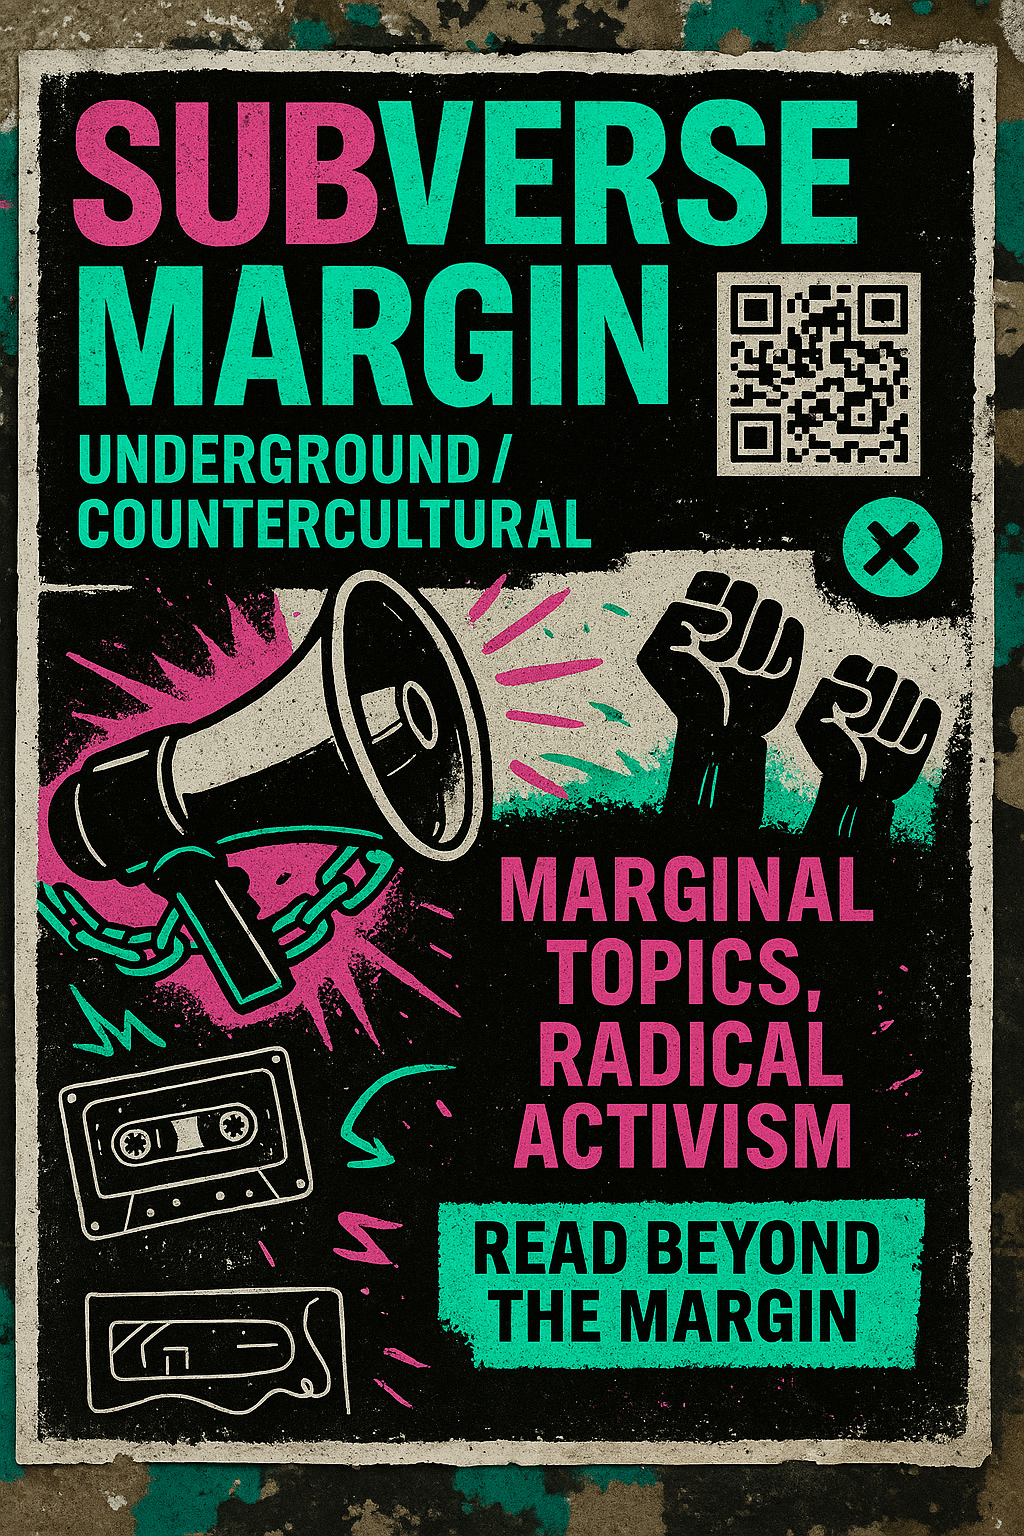 SUBVERSE
MARGIN
UNDERGROUND /
COUNTERCULTURAL
MARGINAL
TOPICS,
RADICAL
ACTIVISM
READ BEYOND
THE MARGIN